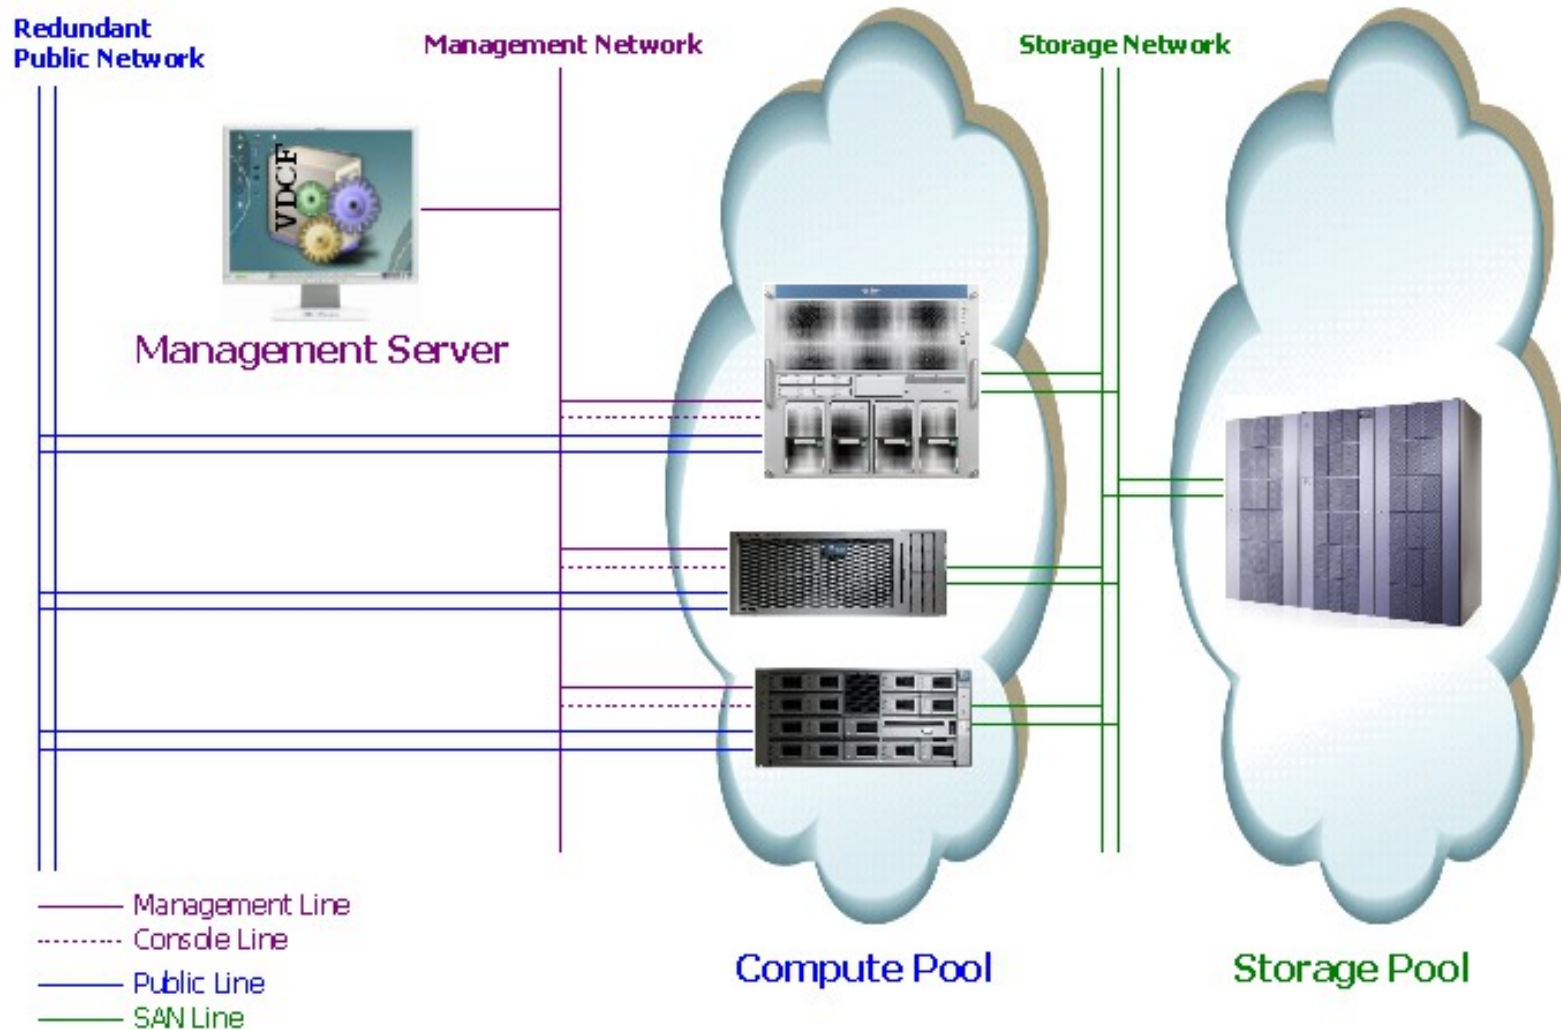 Redundant
Public Network
Management Network
Storage Network
VDCF
Management Server
Management Line
Console Line
Public Line
SAN Line
Compute Pool
Storage Pool